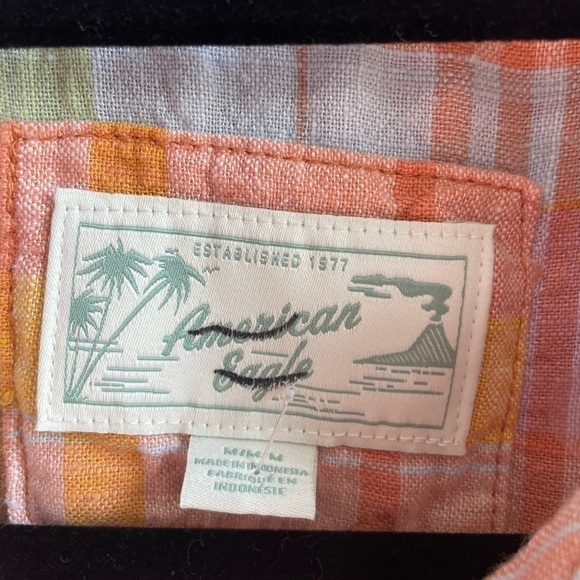 ESTABLISHED 1977
American
Eagle
M/M M
MADE IN INDONESIA
FABRIQUÉ EN
INDONÉSIE